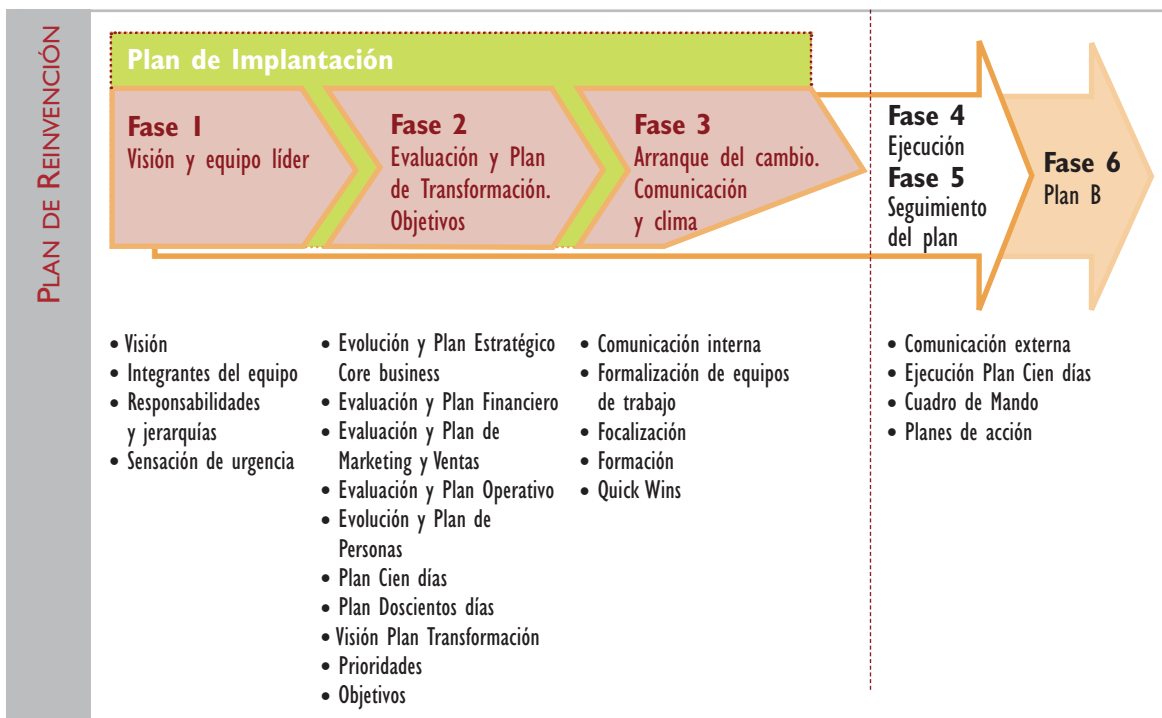 PLAN DE REINVENCIÓN
Plan de Implantación
Fase 1
Visión y equipo líder
Fase 2
Evaluación y Plan
de Transformación.
Objetivos
Fase 3
Arranque del cambio.
Comunicación
y clima
Fase 4
Ejecución
Fase 5
Seguimiento
del plan
Fase 6
Plan B
• Visión
• Integrantes del equipo
• Responsabilidades
y jerarquías
• Sensación de urgencia
• Evolución y Plan Estratégico
Core business
• Evaluación y Plan Financiero
• Evaluación y Plan de
Marketing y Ventas
• Evaluación y Plan Operativo
• Evolución y Plan de
Personas
• Plan Cien días
• Plan Doscientos días
• Visión Plan Transformación
• Prioridades
• Objetivos
• Comunicación interna
• Formalización de equipos
de trabajo
• Focalización
• Formación
• Quick Wins
• Comunicación externa
• Ejecución Plan Cien días
• Cuadro de Mando
• Planes de acción